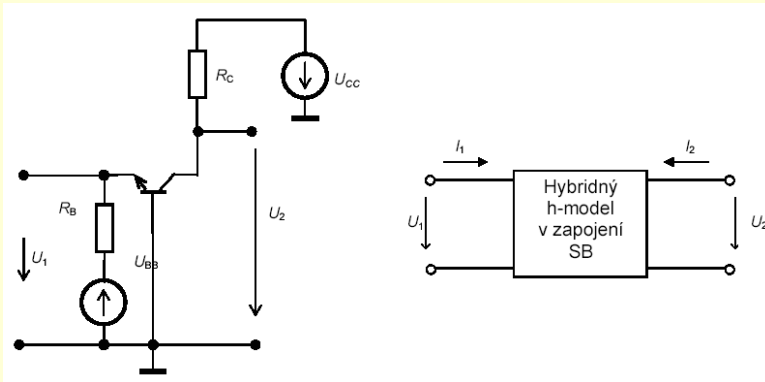 R_C
U_CC
R_B
U_BB
U_1
U_2
I_1
I_2
U_1
Hybridný
h-model
v zapojení
SB
U_2